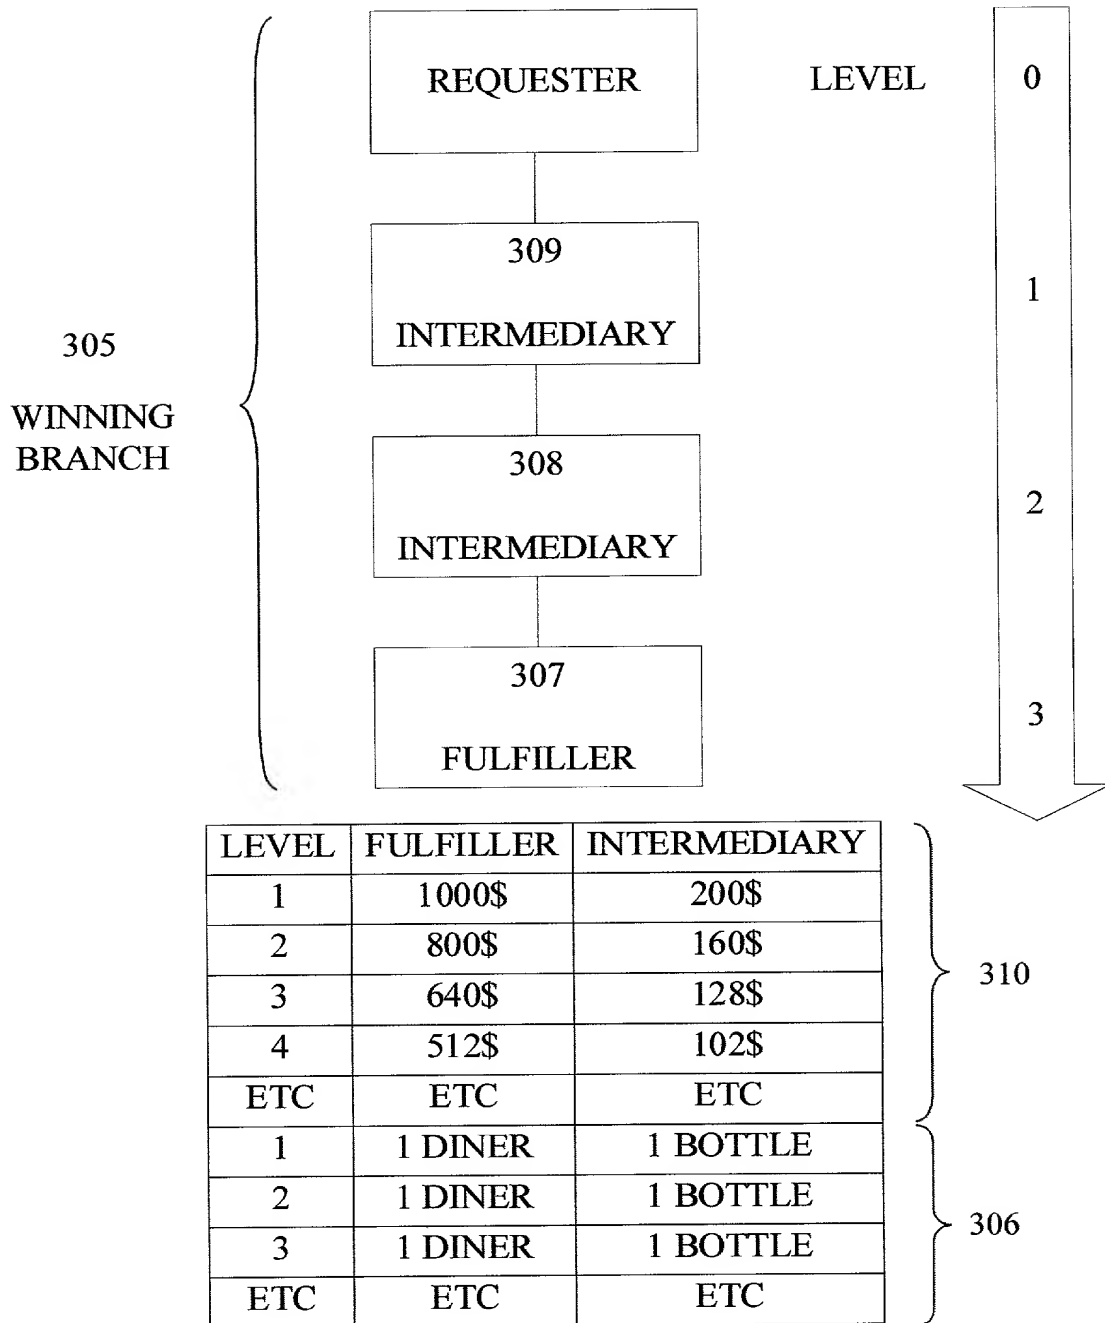 REQUESTER
LEVEL 0
309
INTERMEDIARY
1
305
WINNING
BRANCH
308
INTERMEDIARY
2
307
FULFILLER
3
LEVEL FULFILLER INTERMEDIARY
1 1000$ 200$
2 800$ 160$
3 640$ 128$
4 512$ 102$
ETC ETC ETC
310
1 1 DINER 1 BOTTLE
2 1 DINER 1 BOTTLE
3 1 DINER 1 BOTTLE
ETC ETC ETC
306